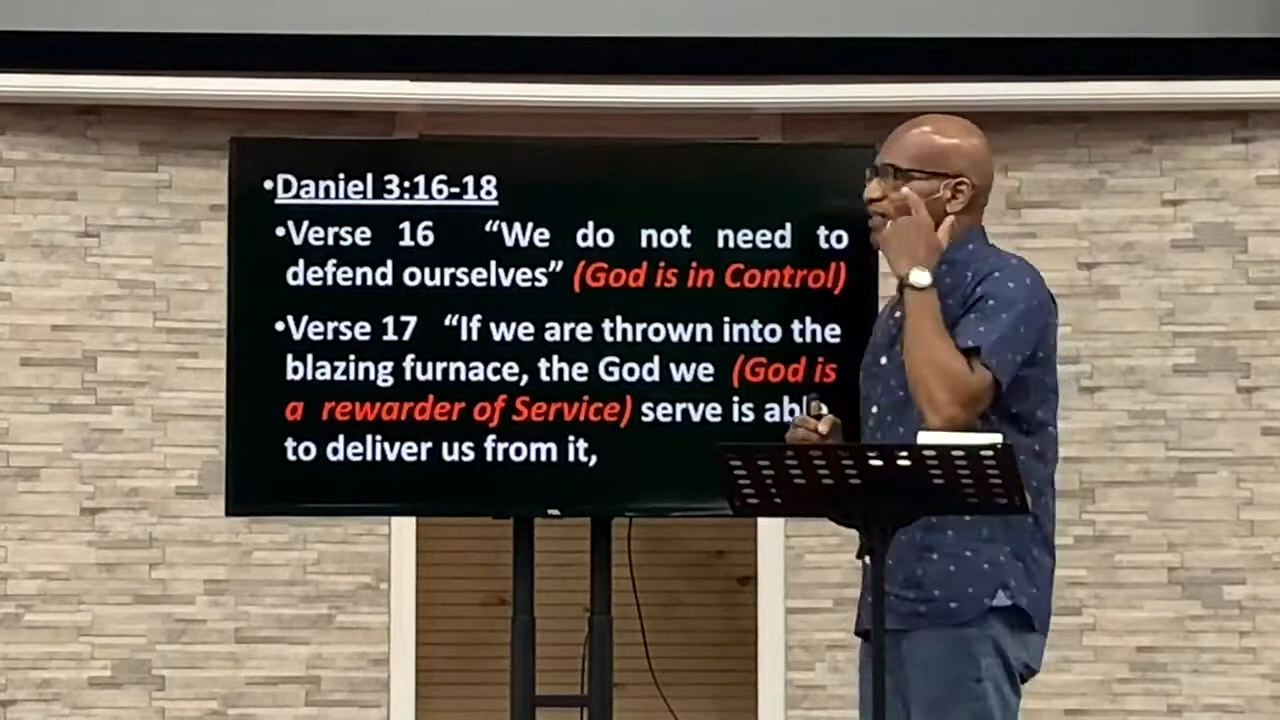 •Daniel 3:16-18
•Verse 16 “We do not need to
defend ourselves” (God is in Control)
•Verse 17 “If we are thrown into the
blazing furnace, the God we (God is
a rewarder of Service) serve is able
to deliver us from it,